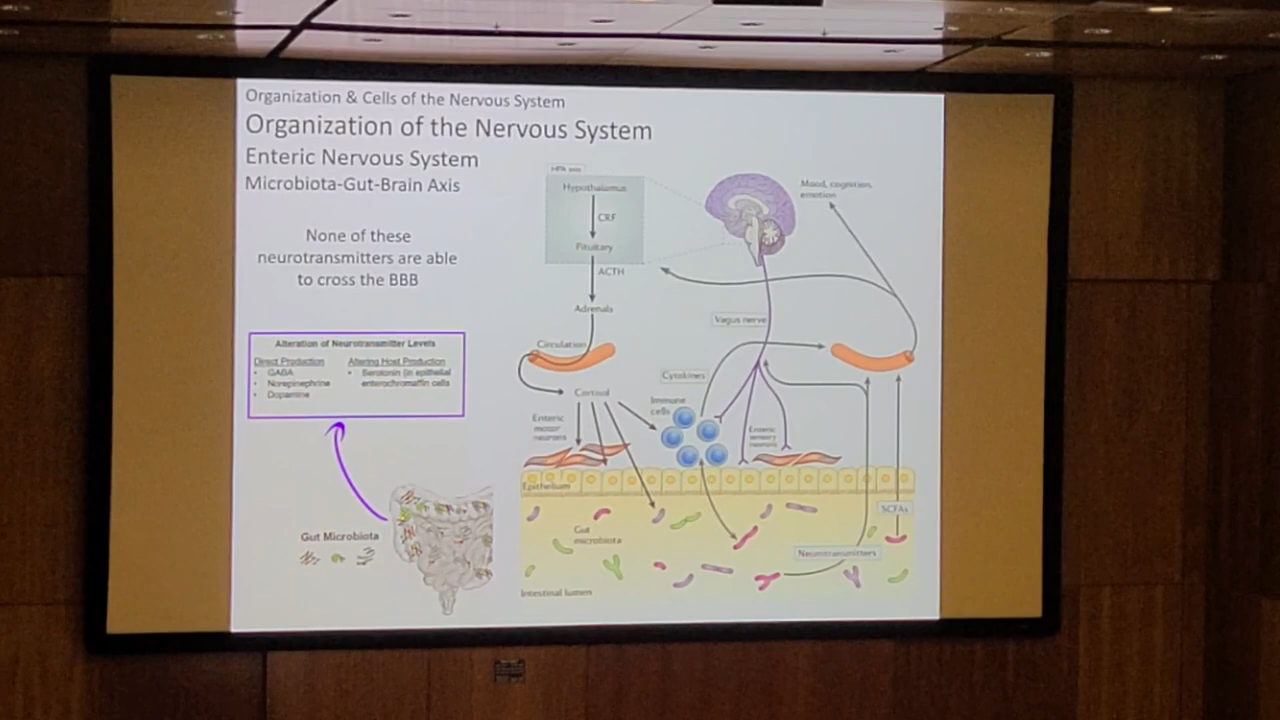 Organization & Cells of the Nervous System
Organization of the Nervous System
Enteric Nervous System
Microbiota-Gut-Brain Axis
None of these
neurotransmitters are able
to cross the BBB
Alteration of Neurotransmitter Levels
Direct Production
• GABA
• Norepinephrine
• Dopamine
Altering Host Production
• Serotonin (in epithelial
enterochromaffin cells
Gut Microbiota
HPA axis
Hypothalamus
CRF
Pituitary
ACTH
Adrenals
Circulation
Cortisol
Mood, cognition,
emotion
Vagus nerve
Cytokines
Immune
cells
Enteric
motor
neurons
Enteric
sensory
neurons
Epithelium
Gut
microbiota
SCFAs
Neurotransmitters
Intestinal lumen